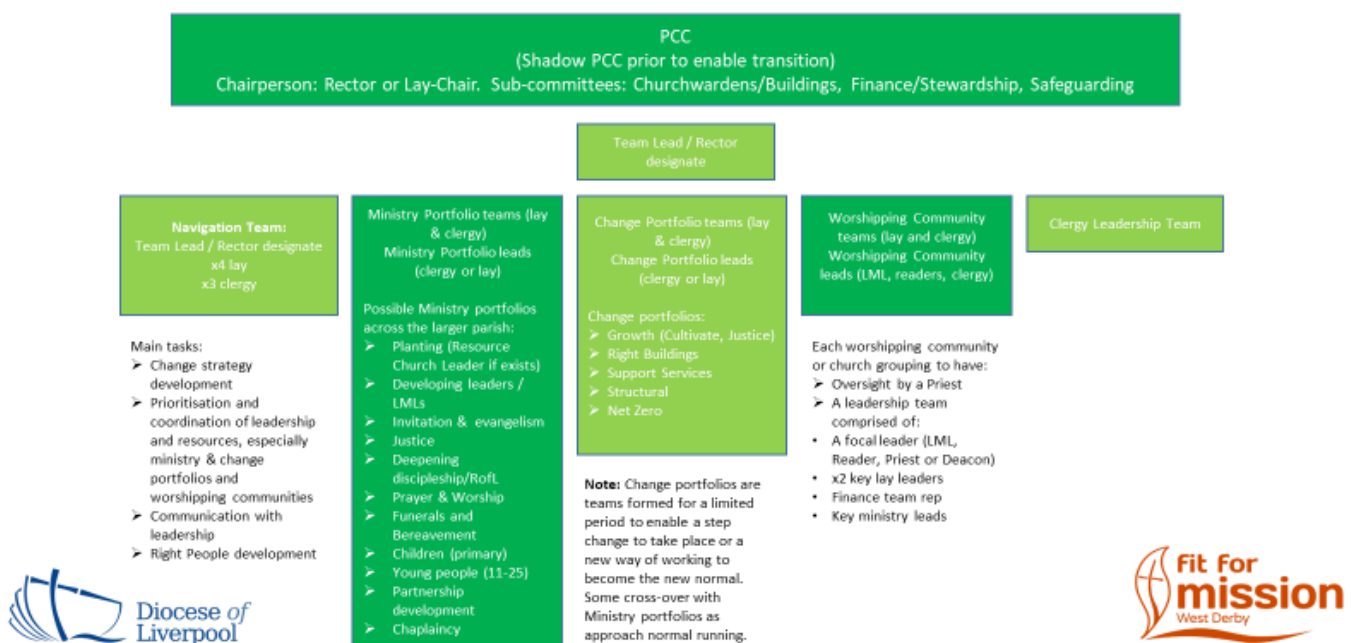 PCC
(Shadow PCC prior to enable transition)
Chairperson: Rector or Lay-Chair. Sub-committees: Churchwardens/Buildings, Finance/Stewardship, Safeguarding
Team Lead / Rector
designate
Navigation Team:
Team Lead / Rector designate
x4 lay
x3 clergy
Main tasks:
➢ Change strategy
development
➢ Prioritisation and
coordination of leadership
and resources, especially
ministry & change
portfolios and
worshipping communities
➢ Communication with
leadership
➢ Right People development
Ministry Portfolio teams (lay
& clergy)
Ministry Portfolio leads
(clergy or lay)
Possible Ministry portfolios
across the larger parish:
➢ Planting (Resource
Church Leader if exists)
➢ Developing leaders /
LMLs
➢ Invitation & evangelism
➢ Justice
➢ Deepening
discipleship/RofL
➢ Prayer & Worship
➢ Funerals and
Bereavement
➢ Children (primary)
➢ Young people (11-25)
➢ Partnership
development
➢ Chaplaincy
Change Portfolio teams (lay
& clergy)
Change Portfolio leads
(clergy or lay)
Change portfolios:
➢ Growth (Cultivate, Justice)
➢ Right Buildings
➢ Support Services
➢ Structural
➢ Net Zero
Note: Change portfolios are
teams formed for a limited
period to enable a step
change to take place or a
new way of working to
become the new normal.
Some cross-over with
Ministry portfolios as
approach normal running.
Worshipping Community
teams (lay and clergy)
Worshipping Community
leads (LML, readers, clergy)
Each worshipping community
or church grouping to have:
➢ Oversight by a Priest
➢ A leadership team
comprised of:
• A focal leader (LML,
Reader, Priest or Deacon)
• x2 key lay leaders
• Finance team rep
• Key ministry leads
Clergy Leadership Team
Diocese of
Liverpool
fit for
mission
West Derby